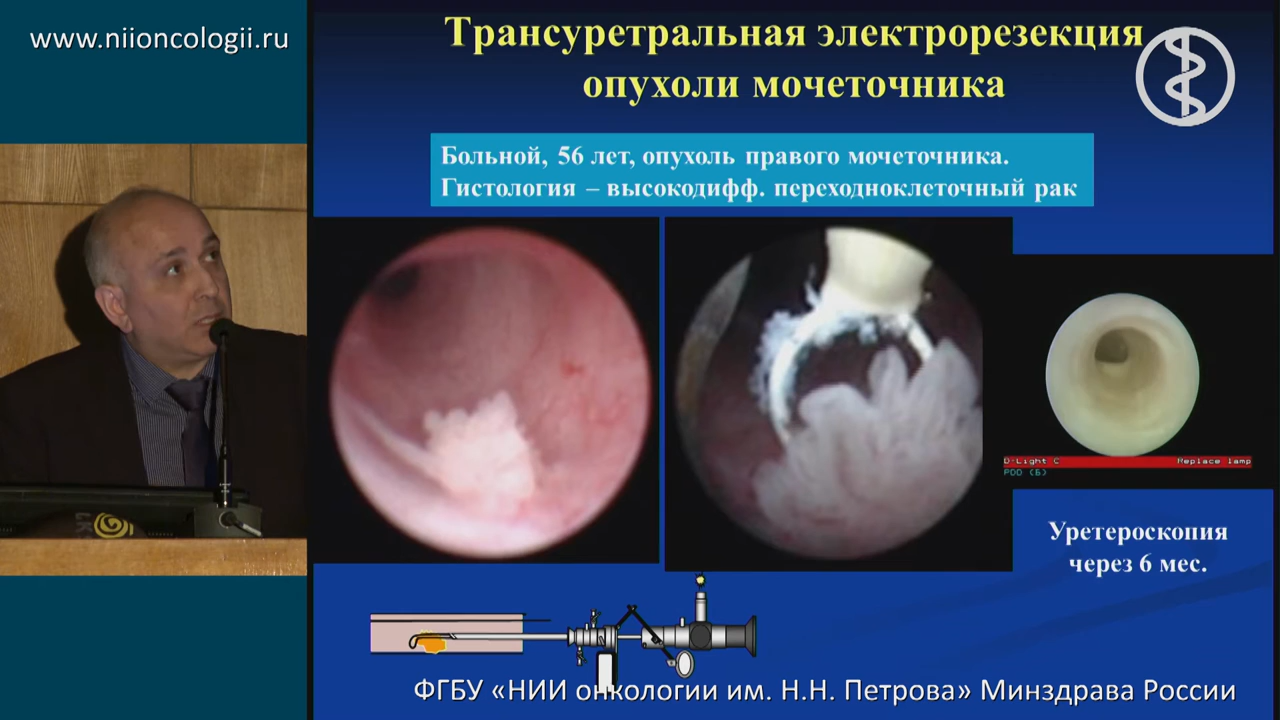 www.niioncologii.ru
Трансуретральная электрорезекция
опухоли мочеточника
Больной, 56 лет, опухоль правого мочеточника.
Гистология – высокодифф. переходноклеточный рак
D-Light C Replace lamp
PDD (Б)
Уретероскопия
через 6 мес.
ФГБУ «НИИ онкологии им. Н.Н. Петрова» Минздрава России